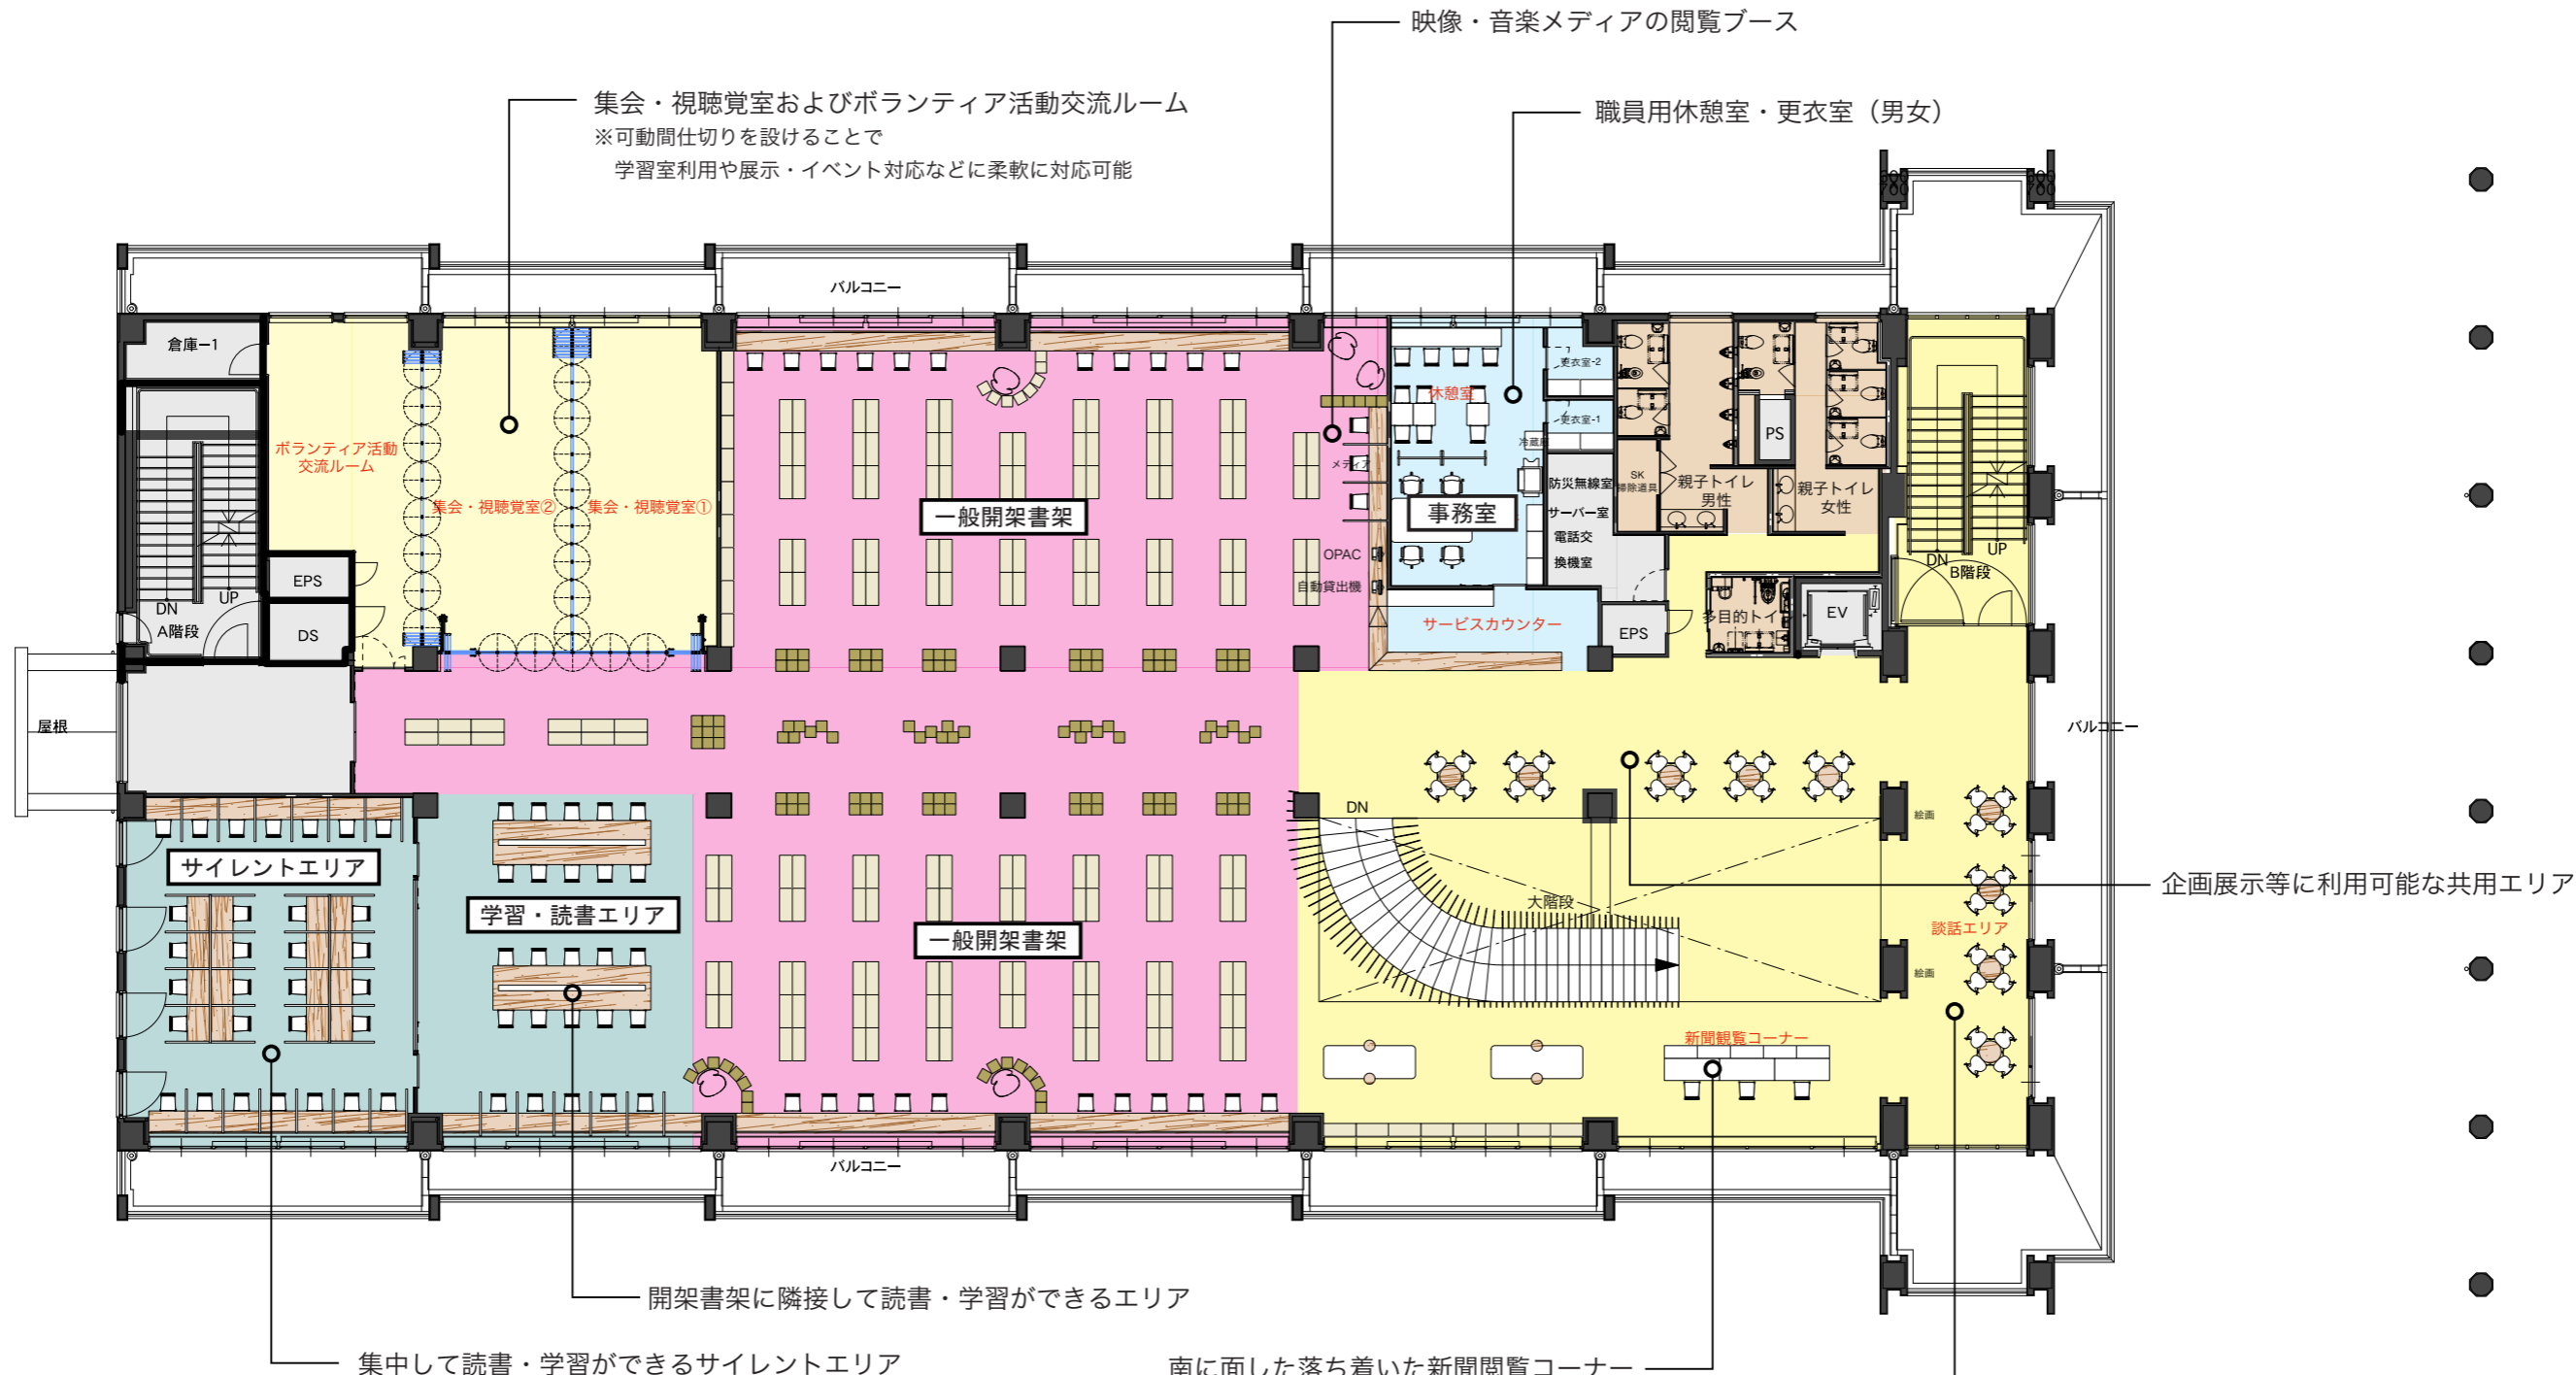 映像・音楽メディアの閲覧ブース
集会・視聴覚室およびボランティア活動交流ルーム
※可動間仕切りを設けることで
学習室利用や展示・イベント対応などに柔軟に対応可能
職員用休憩室・更衣室（男女）
バルコニー
倉庫ー1
更衣室-2
休憩室
更衣室-1
PS
ボランティア活動
交流ルーム
メディア
防災無線室
SK
掃除道具
親子トイレ
男性
親子トイレ
女性
集会・視聴覚室②
集会・視聴覚室①
一般開架書架
事務室
サーバー室
電話交
換機室
OPAC
自動貸出機
DN
UP
B階段
EPS
DN
UP
A階段
DS
サービスカウンター
EPS
多目的トイ
EV
屋根
バルコニー
DN
絵画
サイレントエリア
学習・読書エリア
一般開架書架
大階段
企画展示等に利用可能な共用エリア
談話エリア
絵画
新聞観覧コーナー
バルコニー
開架書架に隣接して読書・学習ができるエリア
集中して読書・学習ができるサイレントエリア
南に面した落ち着いた新聞閲覧コーナー